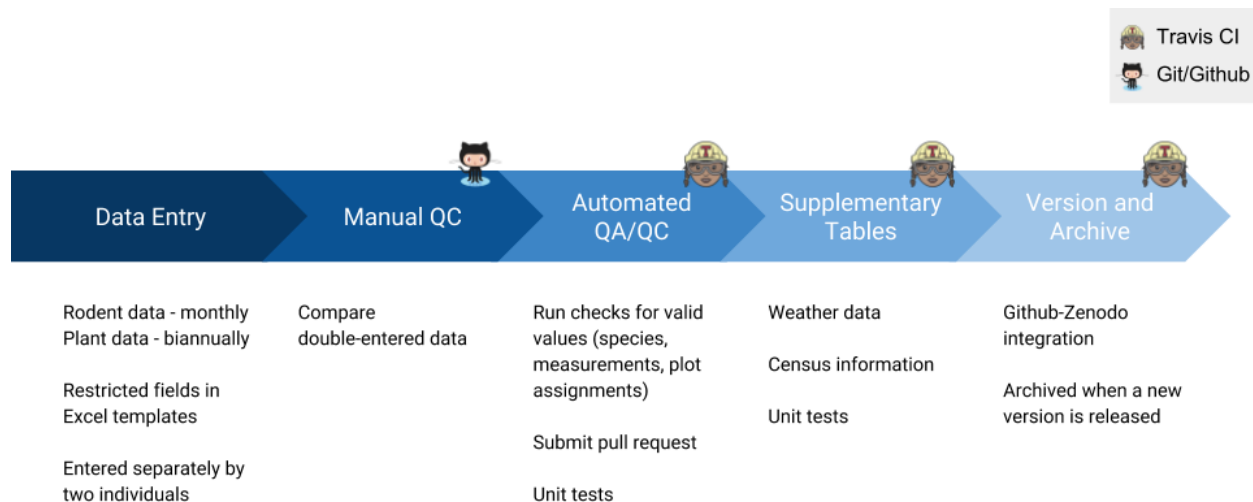 Travis CI
Git/Github
Data Entry
Manual QC
Automated
QA/QC
Supplementary
Tables
Version and
Archive
Rodent data - monthly
Plant data - biannually
Restricted fields in
Excel templates
Entered separately by
two individuals
Compare
double-entered data
Run checks for valid
values (species,
measurements, plot
assignments)
Submit pull request
Unit tests
Weather data
Census information
Unit tests
Github-Zenodo
integration
Archived when a new
version is released